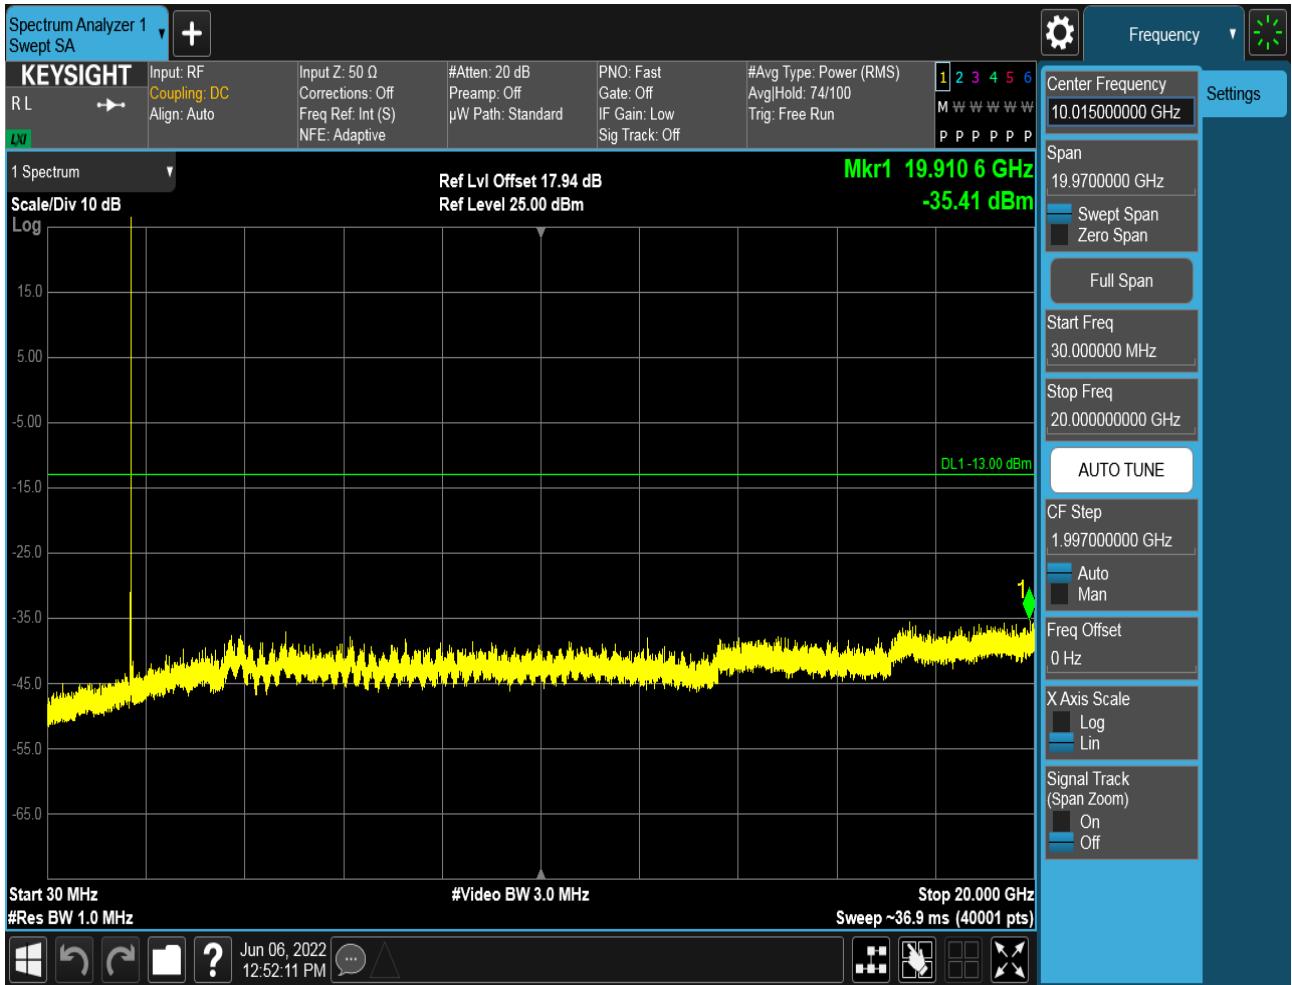 Spectrum Analyzer 1
Swept SA
Frequency
KEYSIGHT
R L
LXI
Input: RF
Coupling: DC
Align: Auto
Input Z: 50 Ω
Corrections: Off
Freq Ref: Int (S)
NFE: Adaptive
#Atten: 20 dB
Preamp: Off
µW Path: Standard
PNO: Fast
Gate: Off
IF Gain: Low
Sig Track: Off
#Avg Type: Power (RMS)
Avg|Hold: 74/100
Trig: Free Run
1 2 3 4 5 6
M W W W W W
P P P P P P
1 Spectrum
Scale/Div 10 dB
Log
Ref Lvl Offset 17.94 dB
Ref Level 25.00 dBm
Mkr1 19.910 6 GHz
-35.41 dBm
15.0
5.00
-5.00
-15.0
-25.0
-35.0
-45.0
-55.0
-65.0
DL1 -13.00 dBm
1
Start 30 MHz
#Res BW 1.0 MHz
#Video BW 3.0 MHz
Stop 20.000 GHz
Sweep ~36.9 ms (40001 pts)
Jun 06, 2022
12:52:11 PM
?
Center Frequency
10.015000000 GHz
Settings
Span
19.9700000 GHz
Swept Span
Zero Span
Full Span
Start Freq
30.000000 MHz
Stop Freq
20.000000000 GHz
AUTO TUNE
CF Step
1.997000000 GHz
Auto
Man
Freq Offset
0 Hz
X Axis Scale
Log
Lin
Signal Track
(Span Zoom)
On
Off